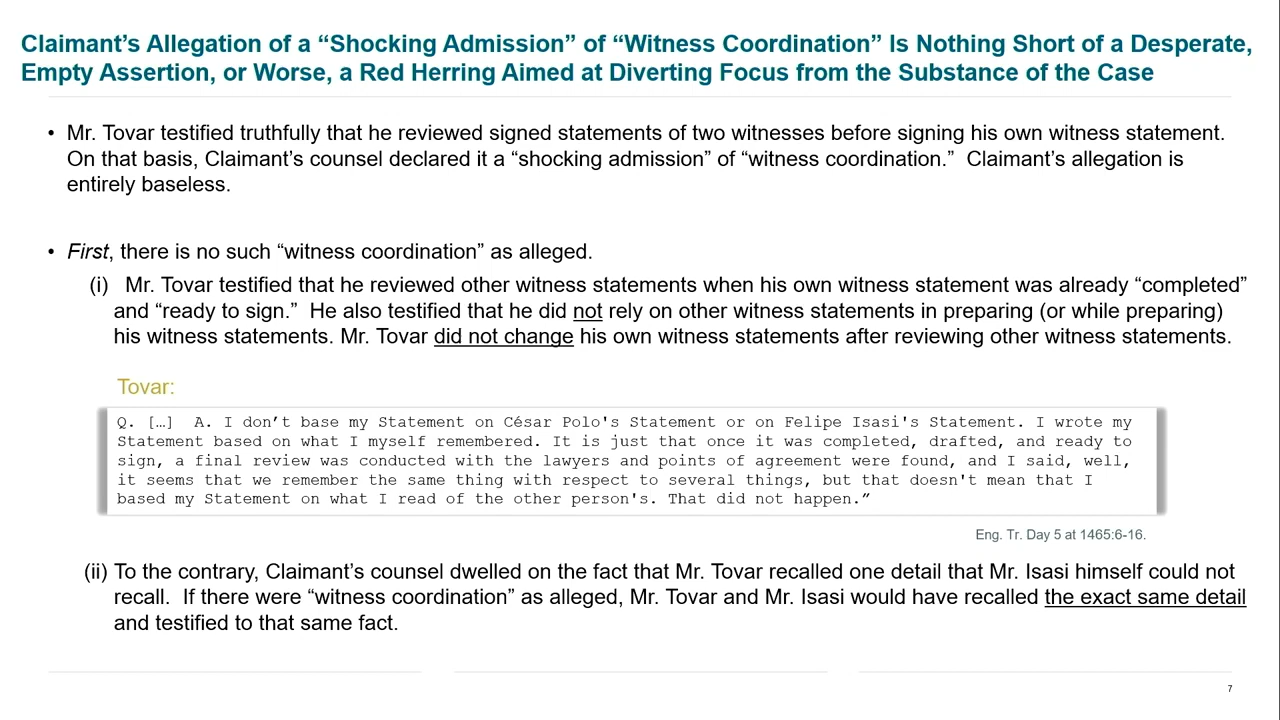 Claimant’s Allegation of a “Shocking Admission” of “Witness Coordination” Is Nothing Short of a Desperate,
Empty Assertion, or Worse, a Red Herring Aimed at Diverting Focus from the Substance of the Case
• Mr. Tovar testified truthfully that he reviewed signed statements of two witnesses before signing his own witness statement.
On that basis, Claimant’s counsel declared it a “shocking admission” of “witness coordination.”  Claimant’s allegation is
entirely baseless.
• First, there is no such “witness coordination” as alleged.
(i) Mr. Tovar testified that he reviewed other witness statements when his own witness statement was already “completed”
and “ready to sign.”  He also testified that he did not rely on other witness statements in preparing (or while preparing)
his witness statements. Mr. Tovar did not change his own witness statements after reviewing other witness statements.
Tovar:
Q. […]  A. I don’t base my Statement on César Polo's Statement or on Felipe Isasi's Statement. I wrote my
Statement based on what I myself remembered. It is just that once it was completed, drafted, and ready to
sign, a final review was conducted with the lawyers and points of agreement were found, and I said, well,
it seems that we remember the same thing with respect to several things, but that doesn't mean that I
based my Statement on what I read of the other person's. That did not happen.”
Eng. Tr. Day 5 at 1465:6-16.
(ii) To the contrary, Claimant’s counsel dwelled on the fact that Mr. Tovar recalled one detail that Mr. Isasi himself could not
recall.  If there were “witness coordination” as alleged, Mr. Tovar and Mr. Isasi would have recalled the exact same detail
and testified to that same fact.
7